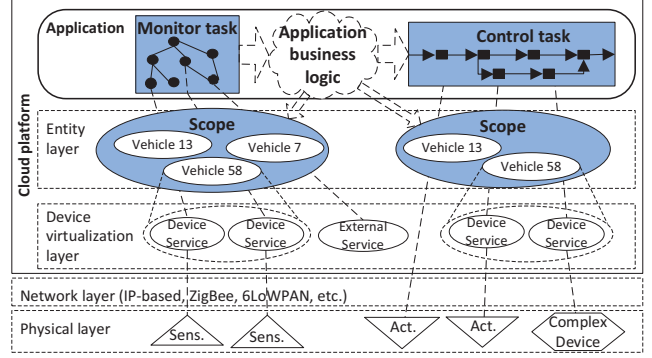 Application
Monitor task
Application
business
logic
Control task
Cloud platform
Entity
layer
Scope
Vehicle 13
Vehicle 7
Vehicle 58
Scope
Vehicle 13
Vehicle 58
Device
virtualization
layer
Device
Service
Device
Service
External
Service
Device
Service
Device
Service
Network layer (IP-based, ZigBee, 6LoWPAN, etc.)
Physical layer
Sens.
Sens.
Act.
Act.
Complex
Device